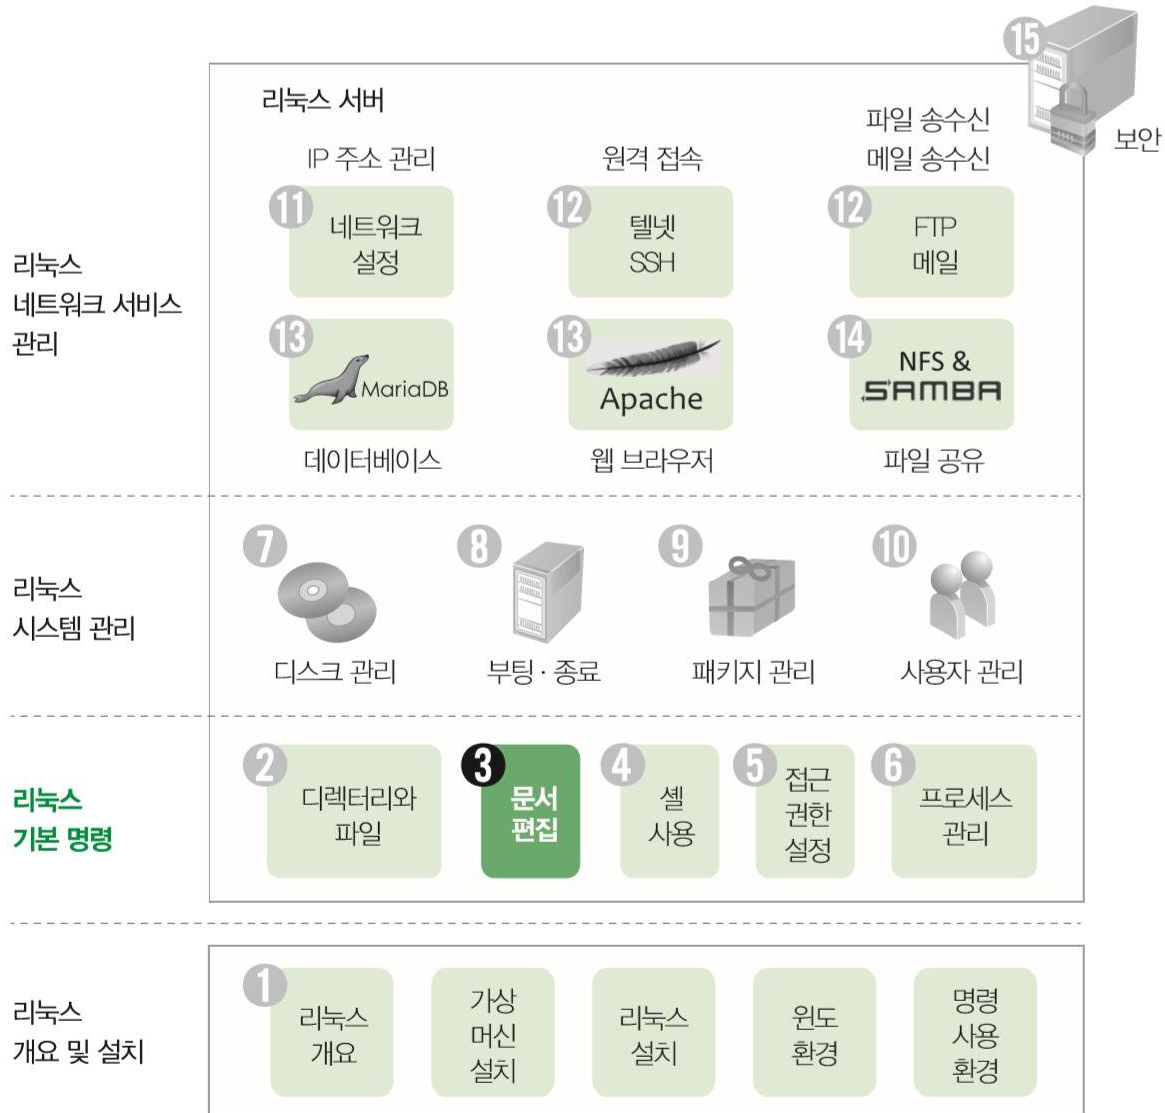 15
보안
리눅스 서버
IP 주소 관리
원격 접속
파일 송수신
메일 송수신
리눅스
네트워크 서비스
관리
11
네트워크
설정
12
텔넷
SSH
12
FTP
메일
13
MariaDB
데이터베이스
13
Apache
웹 브라우저
14
NFS &
SAMBA
파일 공유
리눅스
시스템 관리
7
디스크 관리
8
부팅 · 종료
9
패키지 관리
10
사용자 관리
리눅스
기본 명령
2
디렉터리와
파일
3
문서
편집
4
셸
사용
5
접근
권한
설정
6
프로세스
관리
리눅스
개요 및 설치
1
리눅스
개요
가상
머신
설치
리눅스
설치
윈도
환경
명령
사용
환경